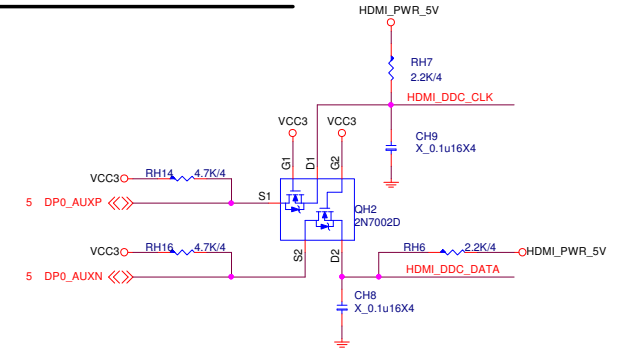 HDMI_PWR_5V
RH7
2.2K/4
HDMI_DDC_CLK
VCC3
VCC3
CH9
X_0.1u16X4
G1
D1
G2
VCC3
RH14
4.7K/4
S1
5
DP0_AUXP
QH2
2N7002D
VCC3
RH16
4.7K/4
S2
D2
RH6
2.2K/4
HDMI_PWR_5V
5
DP0_AUXN
HDMI_DDC_DATA
CH8
X_0.1u16X4